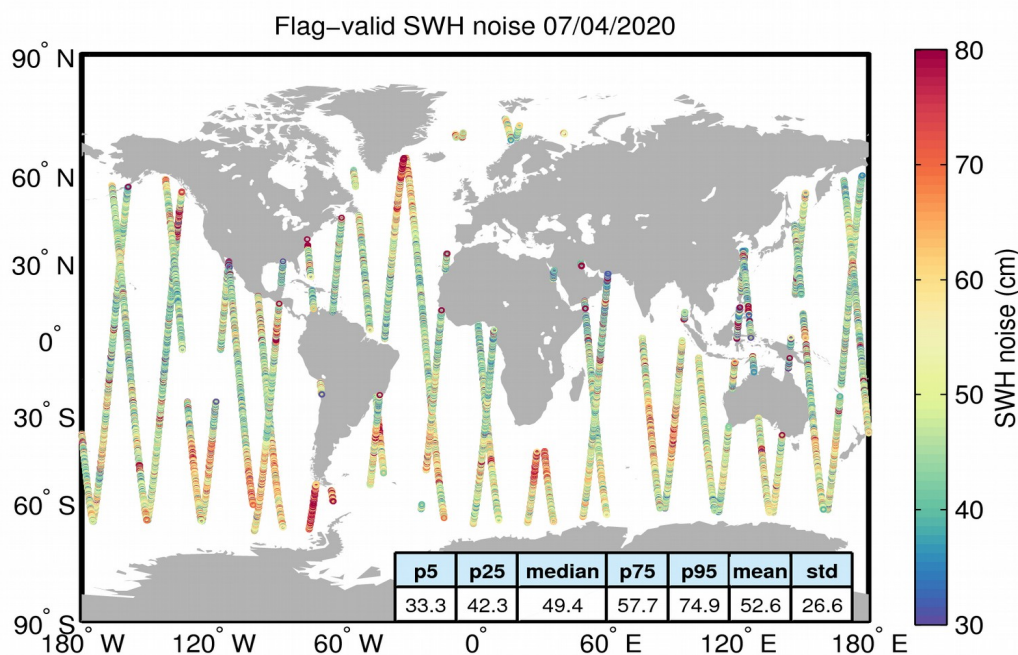 Flag−valid SWH noise 07/04/2020
90° N
60° N
30° N
0°
30° S
60° S
90° S
180° W
120° W
60° W
0°
60° E
120° E
180° E
80
70
60
50
40
30
SWH noise (cm)
p5 p25 median p75 p95 mean std
33.3 42.3 49.4 57.7 74.9 52.6 26.6